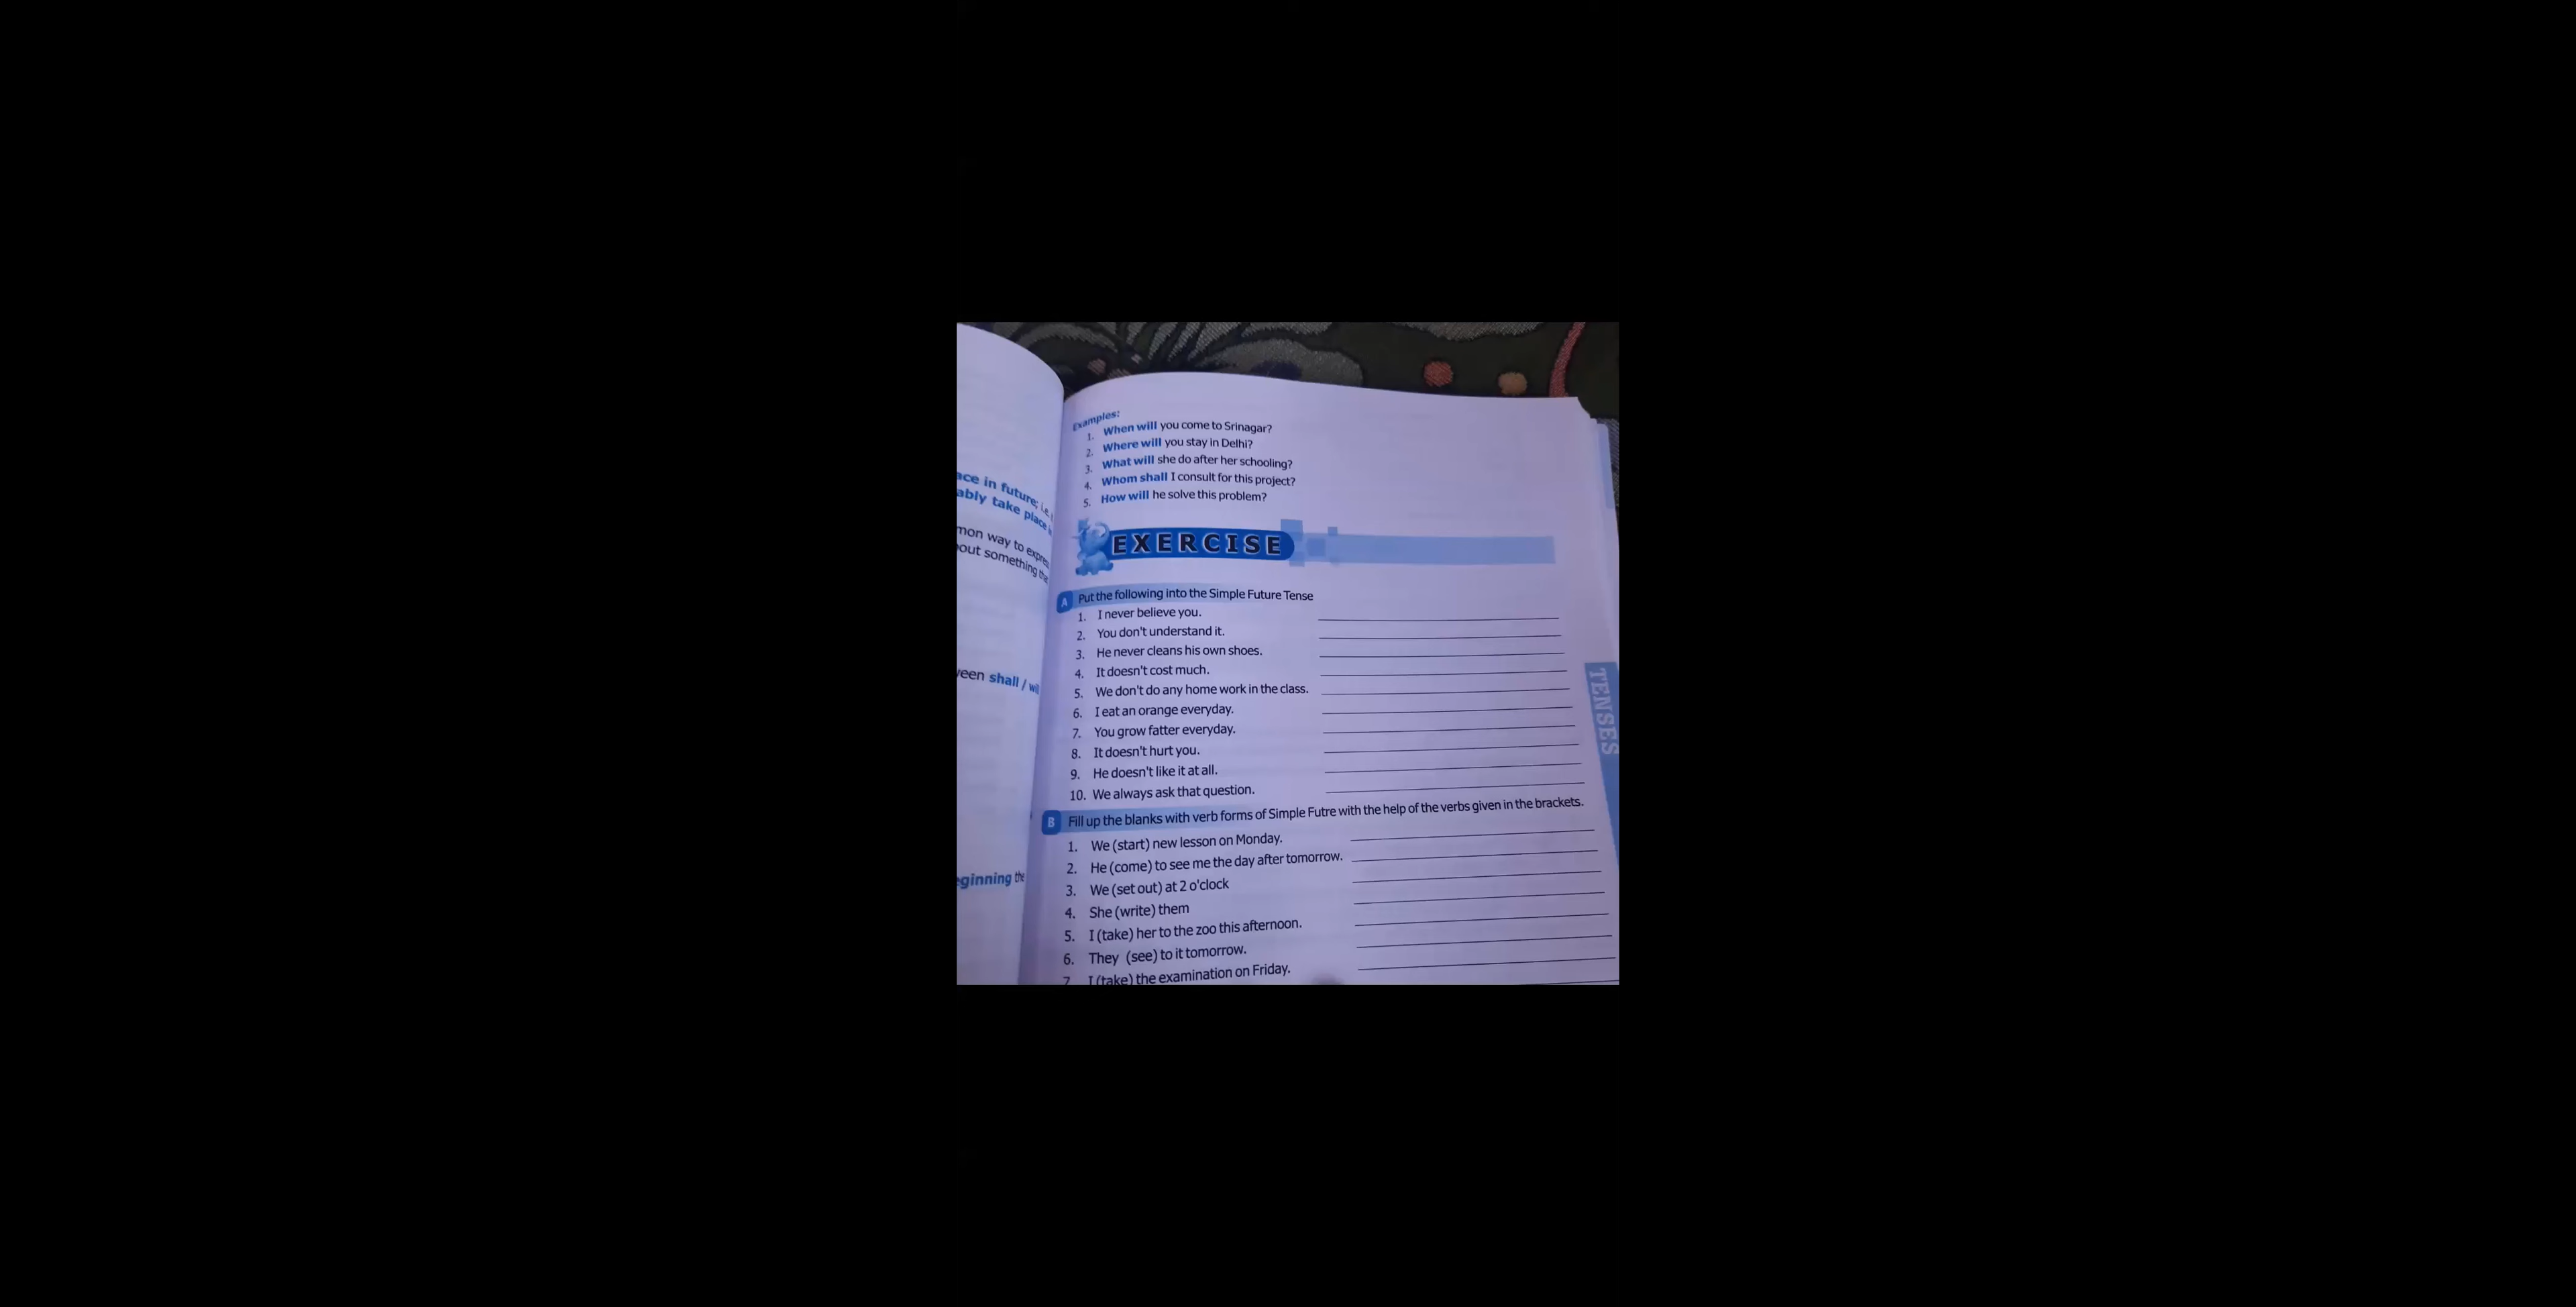 ace in future; i.e.
ably take place
mon way to
out something
een shall /
ginning the
Examples:
1. When will you come to Srinagar?
2. Where will you stay in Delhi?
3. What will she do after her schooling?
4. Whom shall I consult for this project?
5. How will he solve this problem?
EXERCISE
A Put the following into the Simple Future Tense
1. I never believe you.
2. You don't understand it.
3. He never cleans his own shoes.
4. It doesn't cost much.
5. We don't do any home work in the class.
6. I eat an orange everyday.
7. You grow fatter everyday.
8. It doesn't hurt you.
9. He doesn't like it at all.
10. We always ask that question.
B Fill up the blanks with verb forms of Simple Futre with the help of the verbs given in the brackets.
1. We (start) new lesson on Monday.
2. He (come) to see me the day after tomorrow.
3. We (set out) at 2 o'clock
4. She (write) them
5. I (take) her to the zoo this afternoon.
6. They (see) to it tomorrow.
7 I (take) the examination on Friday.
TENSES